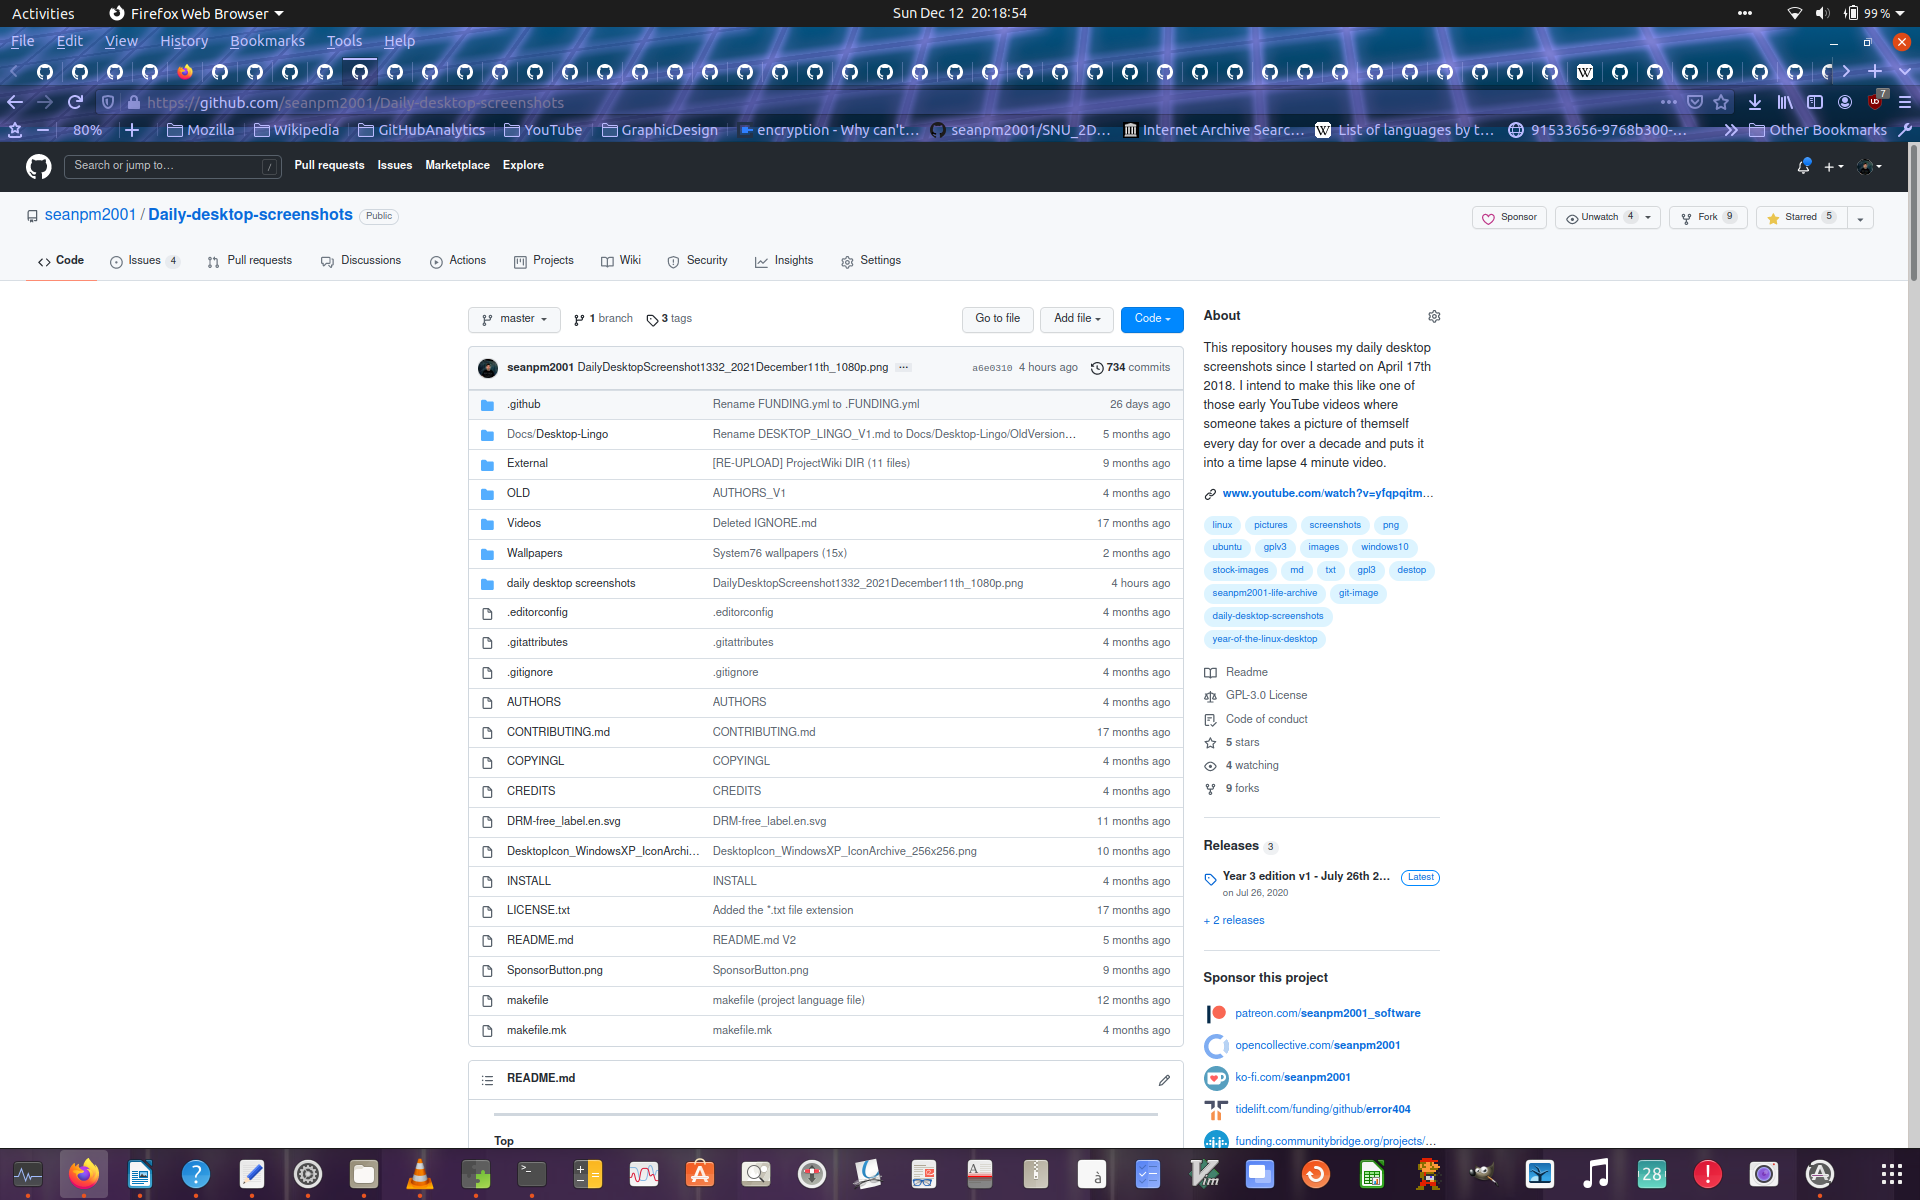 Activities Firefox Web Browser Sun Dec 12 20:18:54 99 %
File Edit View History Bookmarks Tools Help
https://github.com/seanpm2001/Daily-desktop-screenshots 7
80% Mozilla Wikipedia GitHubAnalytics YouTube GraphicDesign encryption - Why can't… seanpm2001/SNU_2D… Internet Archive Searc… List of languages by t… 91533656-9768b300-… Other Bookmarks
Search or jump to… / Pull requests Issues Marketplace Explore
seanpm2001 / Daily-desktop-screenshots Public
Sponsor Unwatch 4 Fork 9 Starred 5
Code Issues 4 Pull requests Discussions Actions Projects Wiki Security Insights Settings
master 1 branch 3 tags Go to file Add file Code
seanpm2001 DailyDesktopScreenshot1332_2021December11th_1080p.png … a6e0310 4 hours ago 734 commits
.github Rename FUNDING.yml to .FUNDING.yml 26 days ago
Docs/Desktop-Lingo Rename DESKTOP_LINGO_V1.md to Docs/Desktop-Lingo/OldVersion… 5 months ago
External [RE-UPLOAD] ProjectWiki DIR (11 files) 9 months ago
OLD AUTHORS_V1 4 months ago
Videos Deleted IGNORE.md 17 months ago
Wallpapers System76 wallpapers (15x) 2 months ago
daily desktop screenshots DailyDesktopScreenshot1332_2021December11th_1080p.png 4 hours ago
.editorconfig .editorconfig 4 months ago
.gitattributes .gitattributes 4 months ago
.gitignore .gitignore 4 months ago
AUTHORS AUTHORS 4 months ago
CONTRIBUTING.md CONTRIBUTING.md 17 months ago
COPYINGL COPYINGL 4 months ago
CREDITS CREDITS 4 months ago
DRM-free_label.en.svg DRM-free_label.en.svg 11 months ago
DesktopIcon_WindowsXP_IconArchi… DesktopIcon_WindowsXP_IconArchive_256x256.png 10 months ago
INSTALL INSTALL 4 months ago
LICENSE.txt Added the *.txt file extension 17 months ago
README.md README.md V2 5 months ago
SponsorButton.png SponsorButton.png 9 months ago
makefile makefile (project language file) 12 months ago
makefile.mk makefile.mk 4 months ago
README.md
Top
About
This repository houses my daily desktop
screenshots since I started on April 17th
2018. I intend to make this like one of
those early YouTube videos where
someone takes a picture of themself
every day for over a decade and puts it
into a time lapse 4 minute video.
www.youtube.com/watch?v=yfqpqitm…
linux pictures screenshots png
ubuntu gplv3 images windows10
stock-images md txt gpl3 destop
seanpm2001-life-archive git-image
daily-desktop-screenshots
year-of-the-linux-desktop
Readme
GPL-3.0 License
Code of conduct
5 stars
4 watching
9 forks
Releases 3
Year 3 edition v1 - July 26th 2… Latest
on Jul 26, 2020
+ 2 releases
Sponsor this project
patreon.com/seanpm2001_software
opencollective.com/seanpm2001
ko-fi.com/seanpm2001
tidelift.com/funding/github/error404
funding.communitybridge.org/projects/…
28